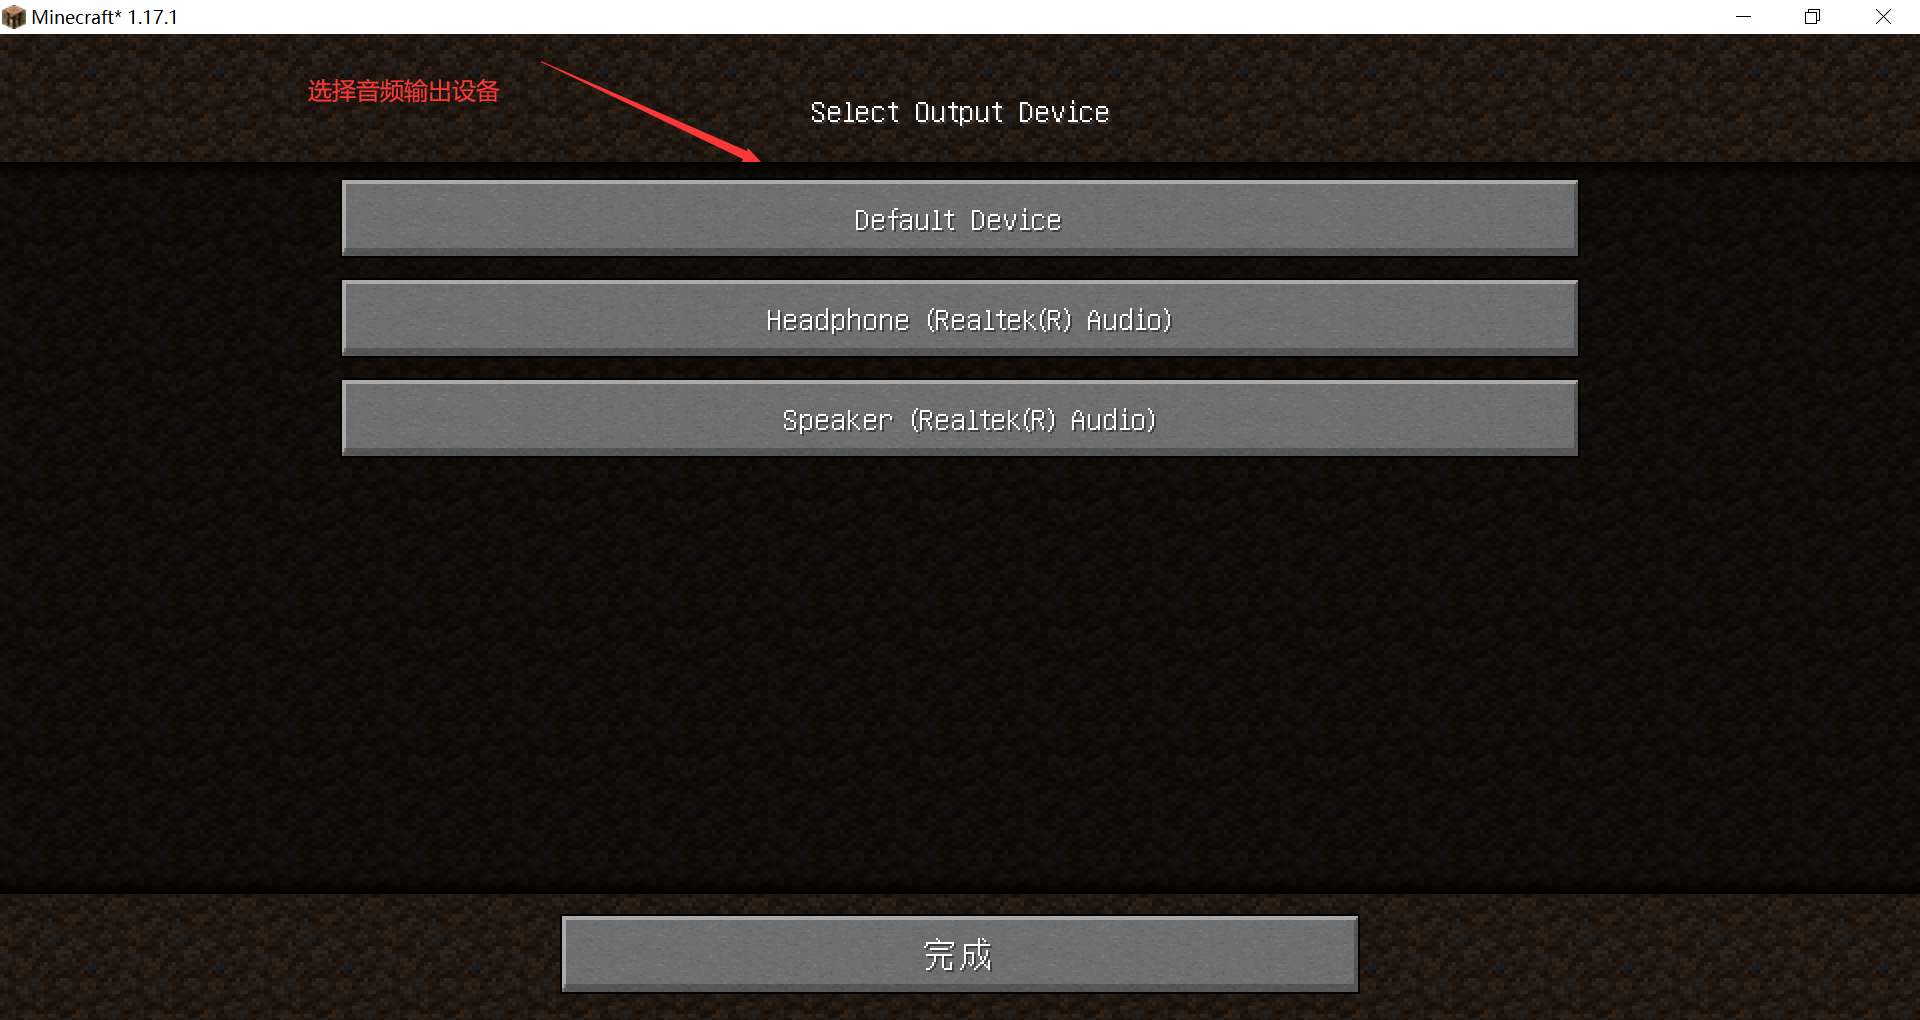 Minecraft* 1.17.1
选择音频输出设备
Select Output Device
Default Device
Headphone (Realtek(R) Audio)
Speaker (Realtek(R) Audio)
完成